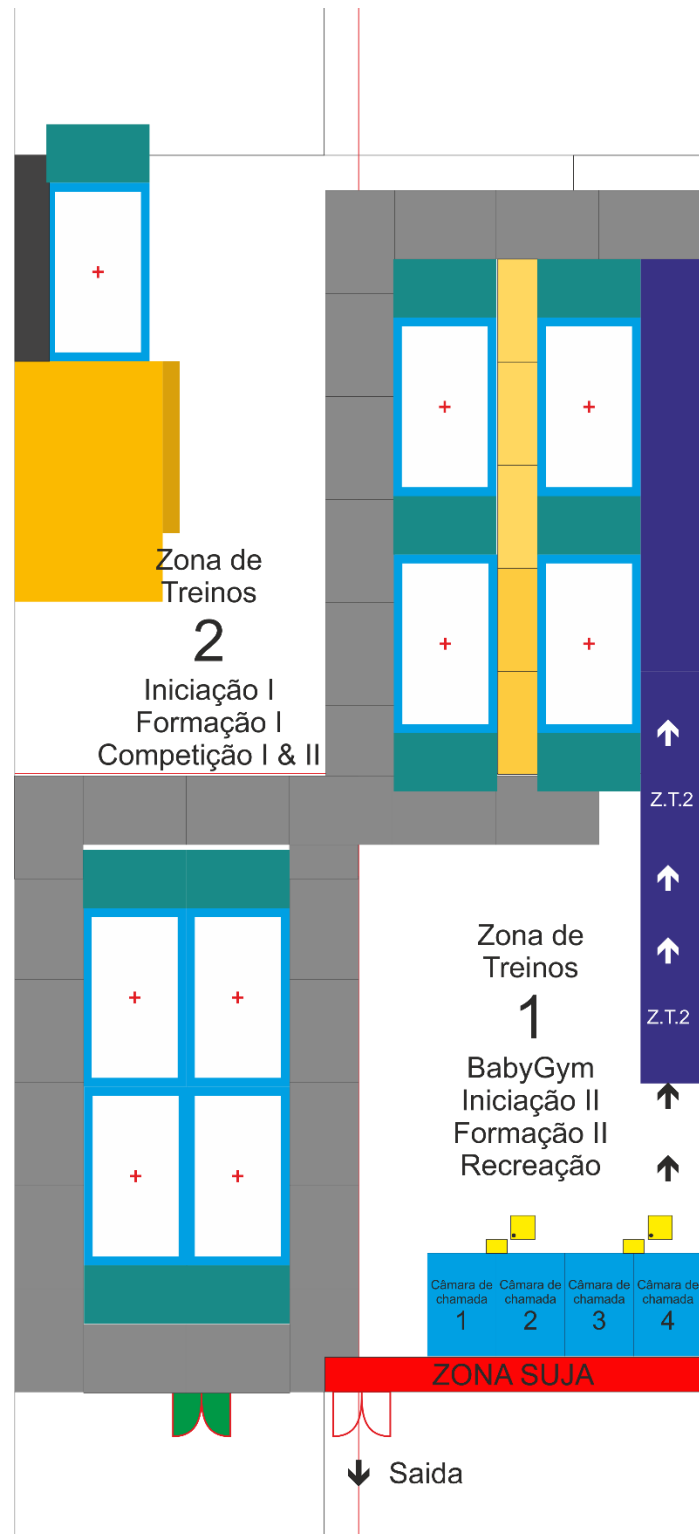 Zona de
Treinos
2
Iniciação I
Formação I
Competição I & II
Z.T.2
Zona de
Treinos
1
BabyGym
Iniciação II
Formação II
Recreação
Z.T.2
Câmara de
chamada
1
Câmara de
chamada
2
Câmara de
chamada
3
Câmara de
chamada
4
ZONA SUJA
Saida